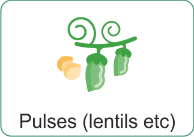 Pulses (lentils etc)